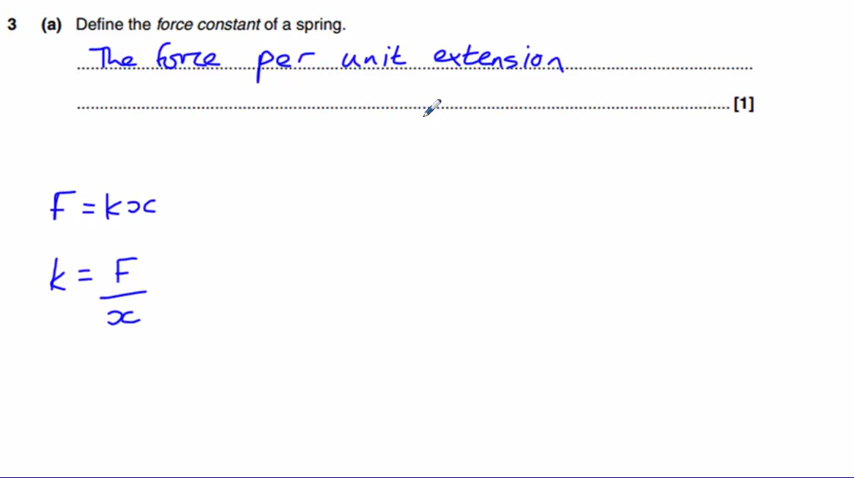 3 (a) Define the force constant of a spring.
The force per unit extension
[1]
F = kx
k = F
x